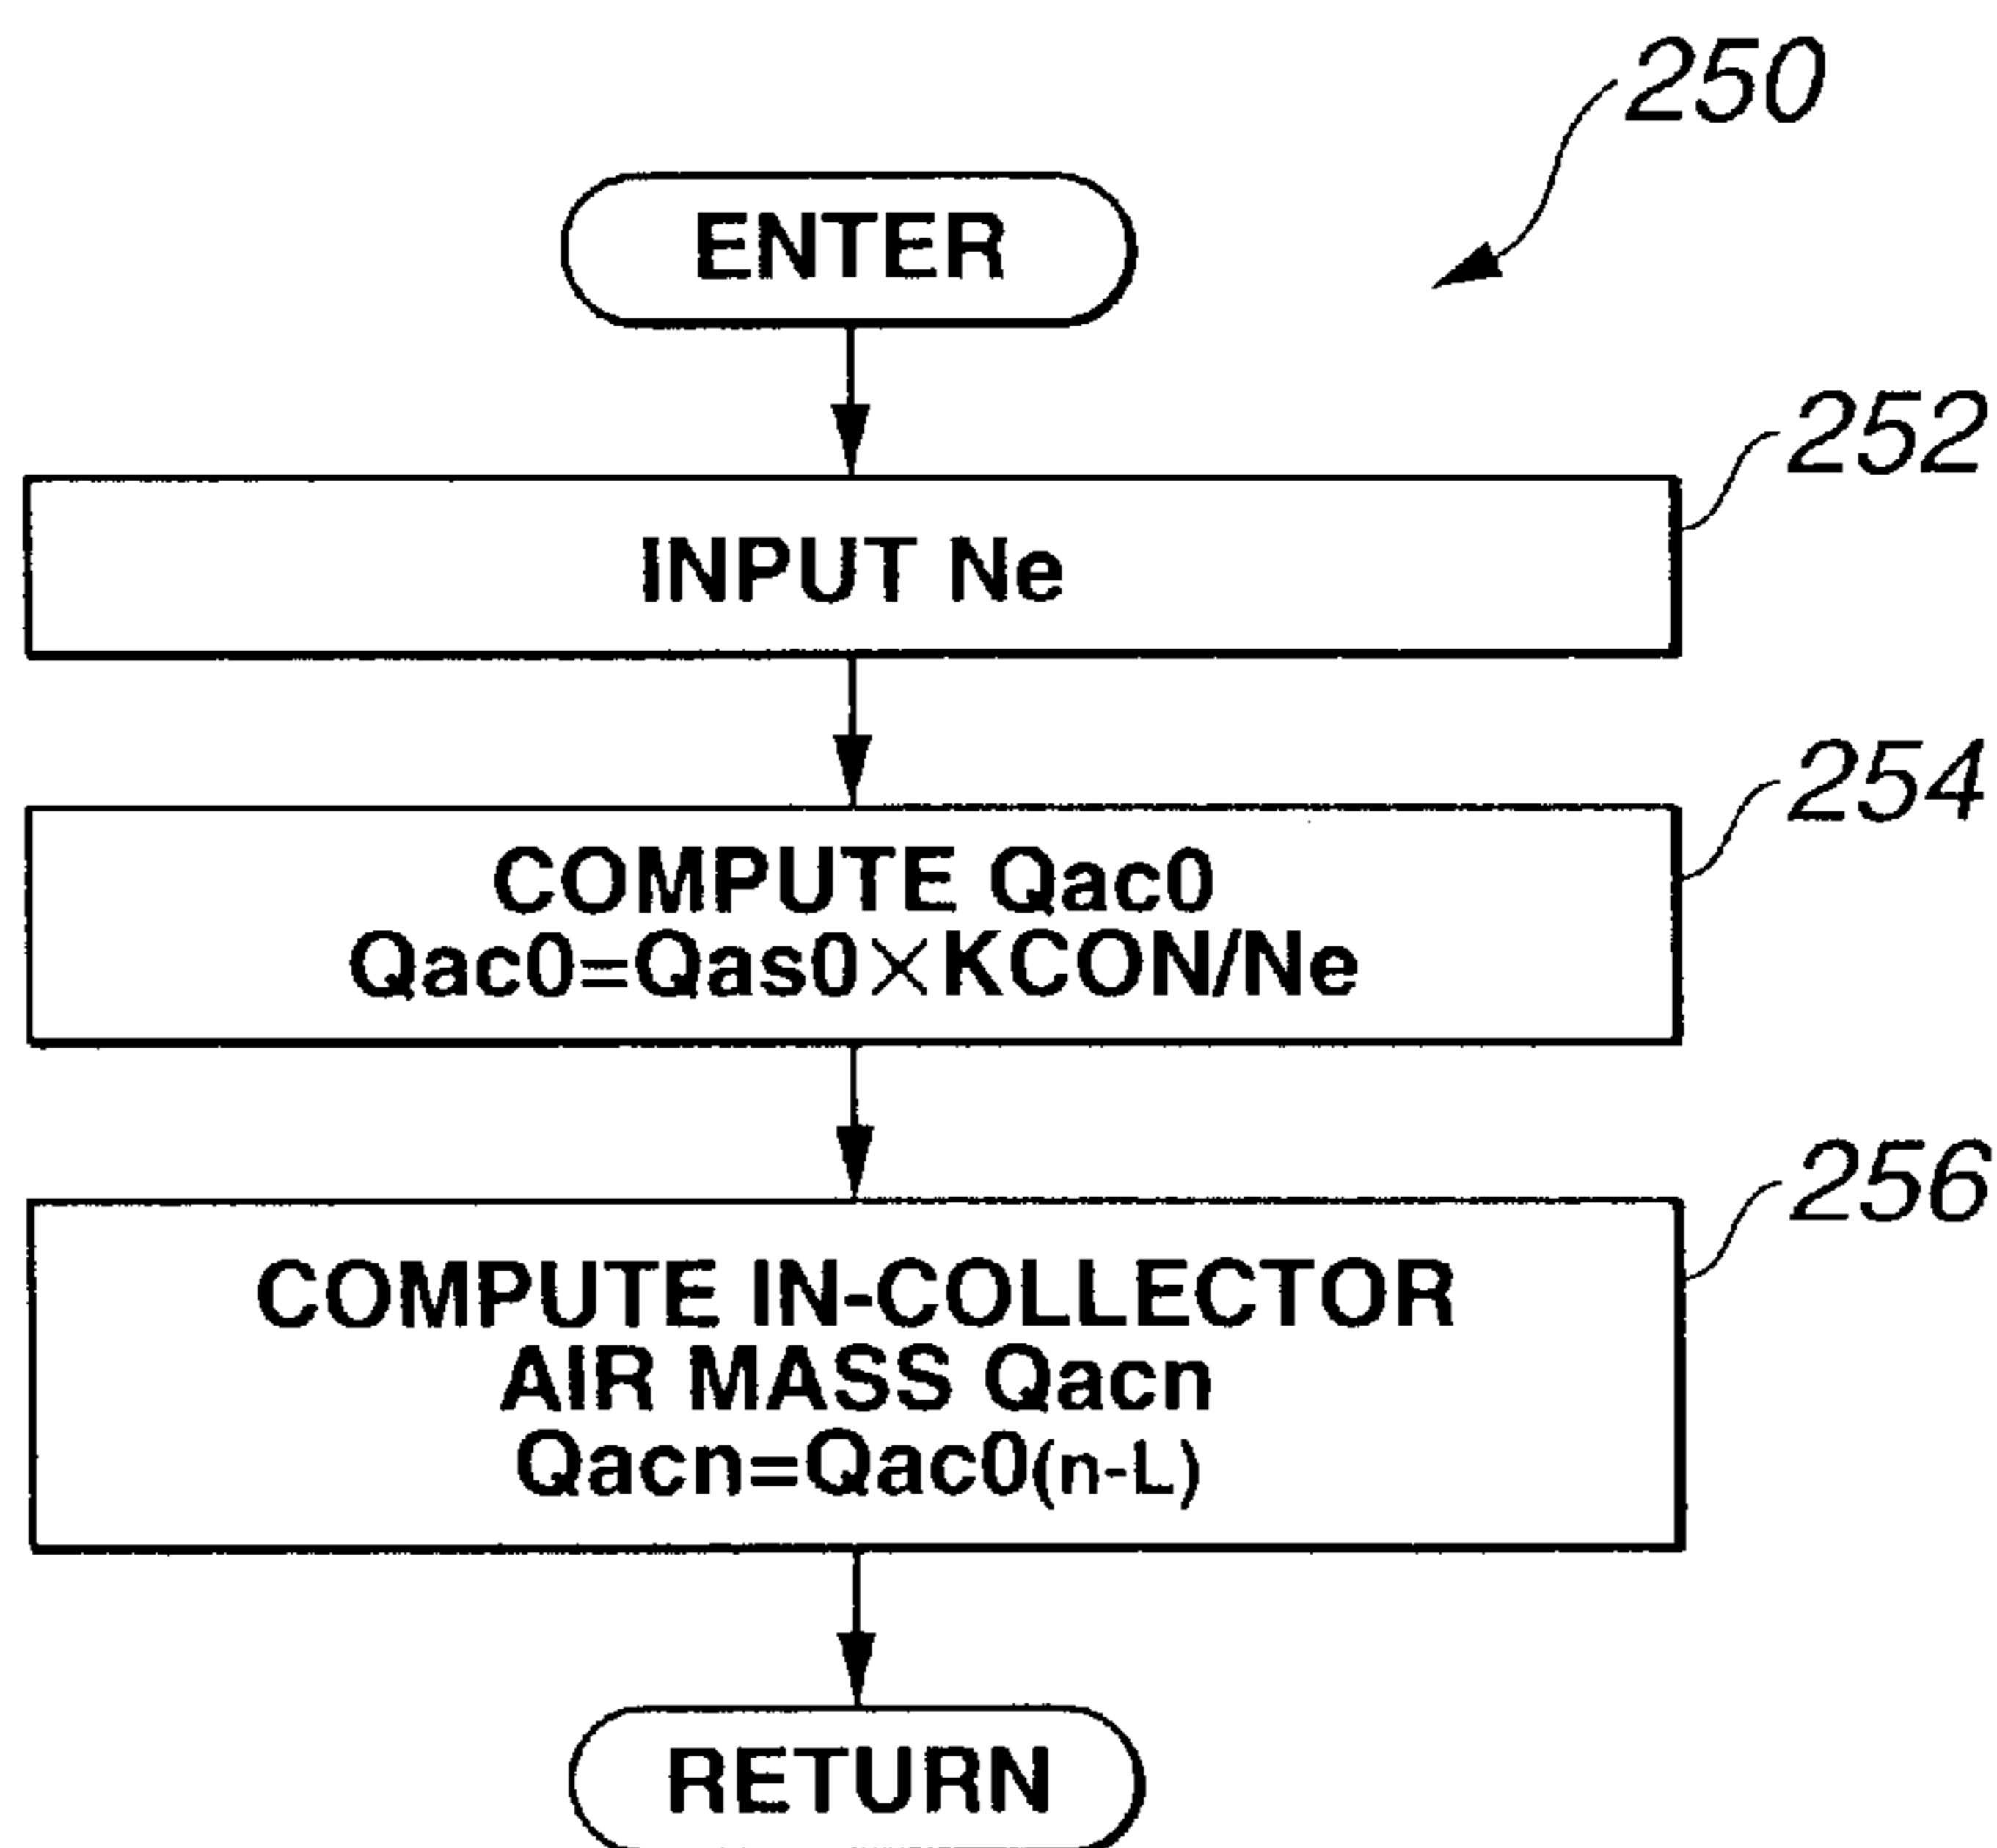 250
ENTER
252
INPUT Ne
254
COMPUTE Qac0
Qac0=Qas0×KCON/Ne
256
COMPUTE IN-COLLECTOR
AIR MASS Qacn
Qacn=Qac0(n-L)
RETURN